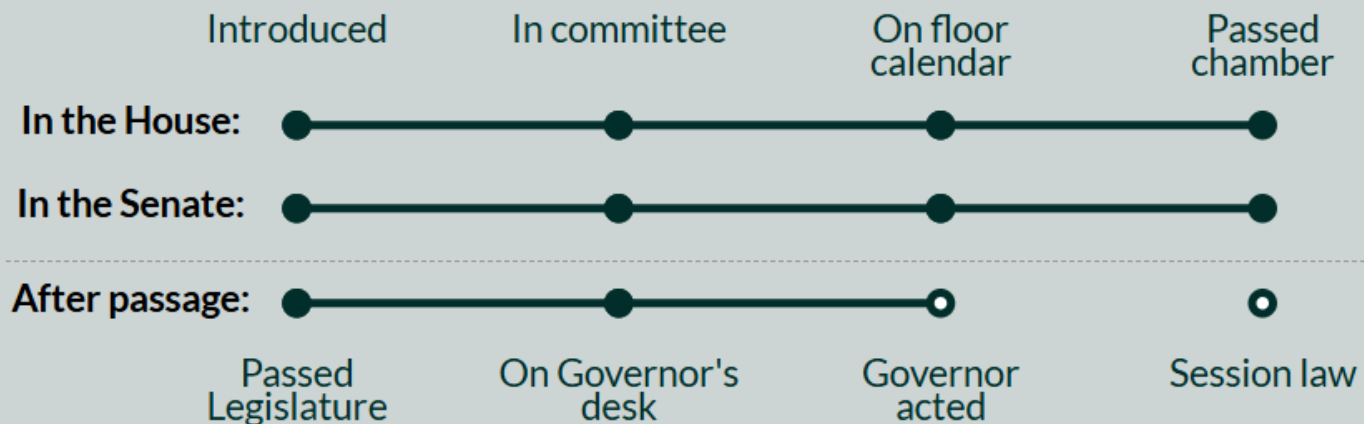 Introduced In committee On floor Passed
calendar chamber
In the House:
In the Senate:
After passage:
Passed On Governor's Governor Session law
Legislature desk acted